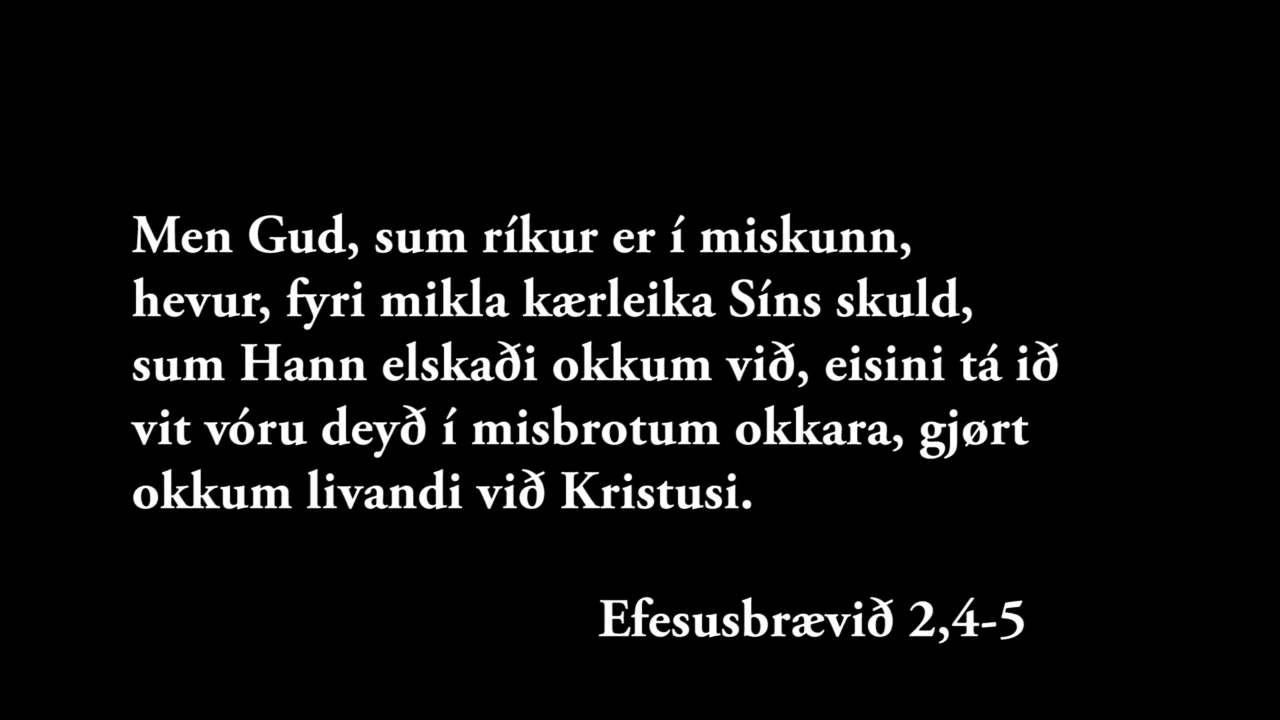 Men Gud, sum ríkur er í miskunn,
hevur, fyri mikla kærleika Síns skuld,
sum Hann elskaði okkum við, eisini tá ið
vit vóru deyð í misbrotum okkara, gjørt
okkum livandi við Kristusi.
Efesusbrævið 2,4-5